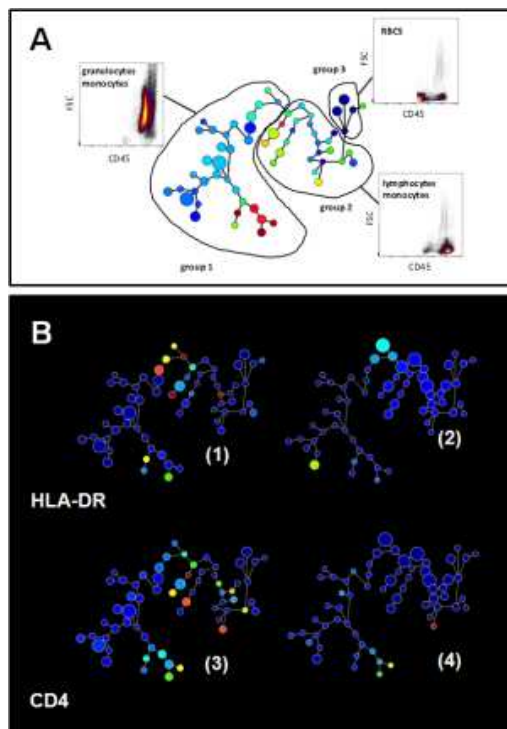 A
granulocytes
monocytes
FSC
CD45
group 1
group 2
group 3
RBCS
FSC
CD45
lymphocytes
monocytes
FSC
CD45
B
(1)
(2)
HLA-DR
(3)
(4)
CD4